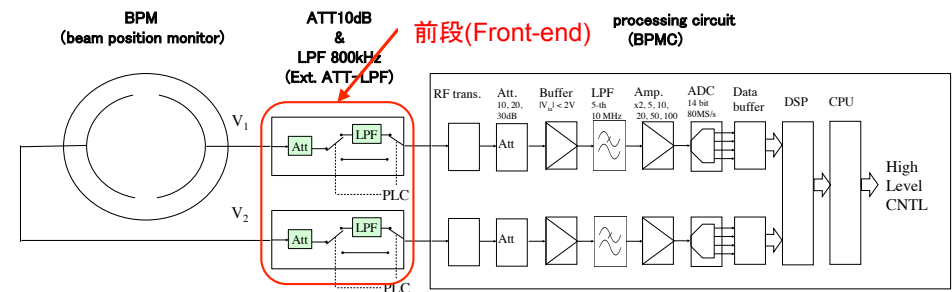 BPM
(beam position monitor)
ATT10dB
&
LPF 800kHz
(Ext. ATT-LPF)
前段(Front-end)
processing circuit
(BPMC)
RF trans.
Att.
10, 20,
30dB
Buffer
|Vin| < 2V
LPF
5-th
10 MHz
Amp.
x2, 5, 10,
20, 50, 100
ADC
14 bit
80MS/s
Data
buffer
DSP
CPU
V1
Att
LPF
PLC
Att
High
Level
CNTL
V2
Att
LPF
PLC
Att